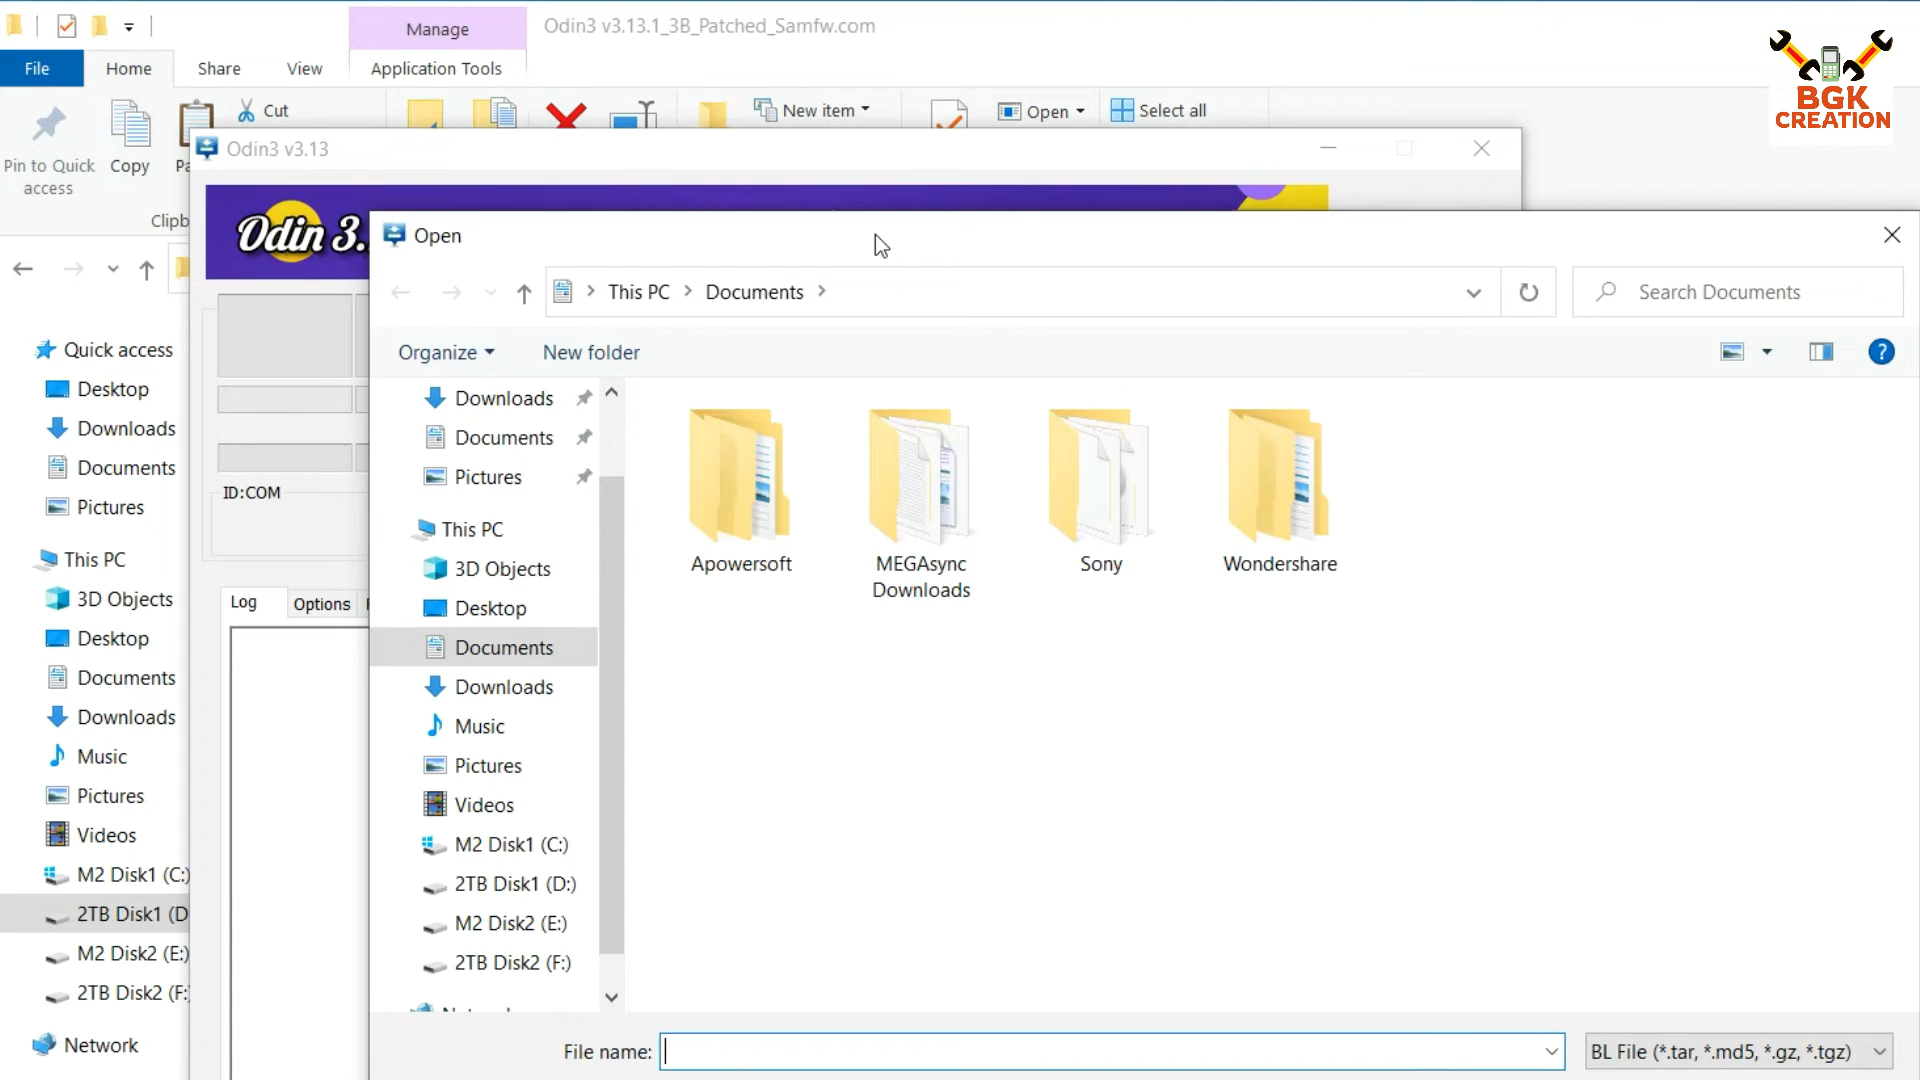 Manage
Odin3 v3.13.1_3B_Patched_Samfw.com
File
Home
Share
View
Application Tools
Cut
New item
Open
Select all
BGK
CREATION
Pin to Quick
access
Copy
Pa
Clipb
Odin3 v3.13
Odin 3.
Open
This PC
Documents
Search Documents
Organize
New folder
?
Quick access
Desktop
Downloads
Documents
Pictures
This PC
3D Objects
Desktop
Documents
Downloads
Music
Pictures
Videos
M2 Disk1 (C:)
2TB Disk1 (D
M2 Disk2 (E:)
2TB Disk2 (F:
Network
ID:COM
Log
Options
Downloads
Documents
Pictures
This PC
3D Objects
Desktop
Documents
Downloads
Music
Pictures
Videos
M2 Disk1 (C:)
2TB Disk1 (D:)
M2 Disk2 (E:)
2TB Disk2 (F:)
Apowersoft
MEGAsync
Downloads
Sony
Wondershare
File name:
BL File (*.tar, *.md5, *.gz, *.tgz)